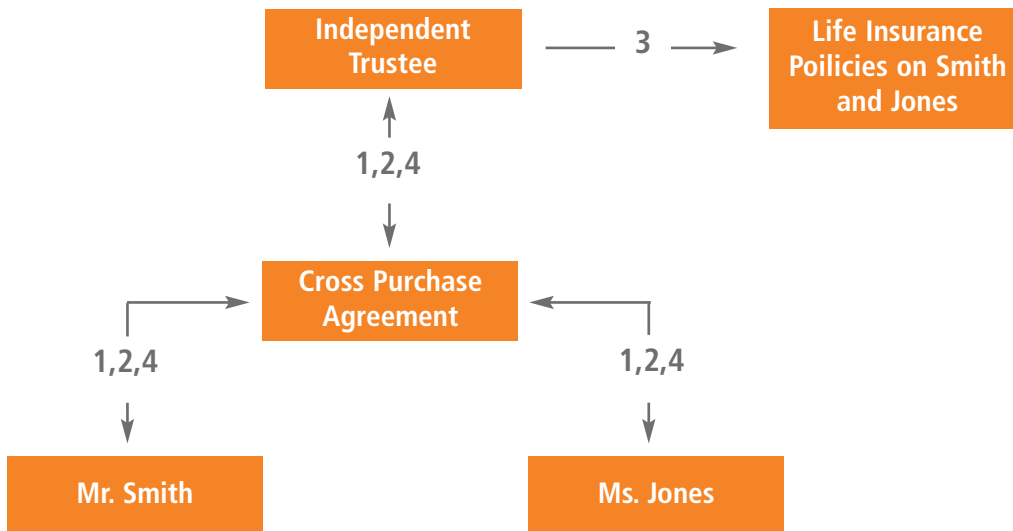 Independent
Trustee
3
Life Insurance
Poilicies on Smith
and Jones
1,2,4
Cross Purchase
Agreement
1,2,4
1,2,4
Mr. Smith
Ms. Jones